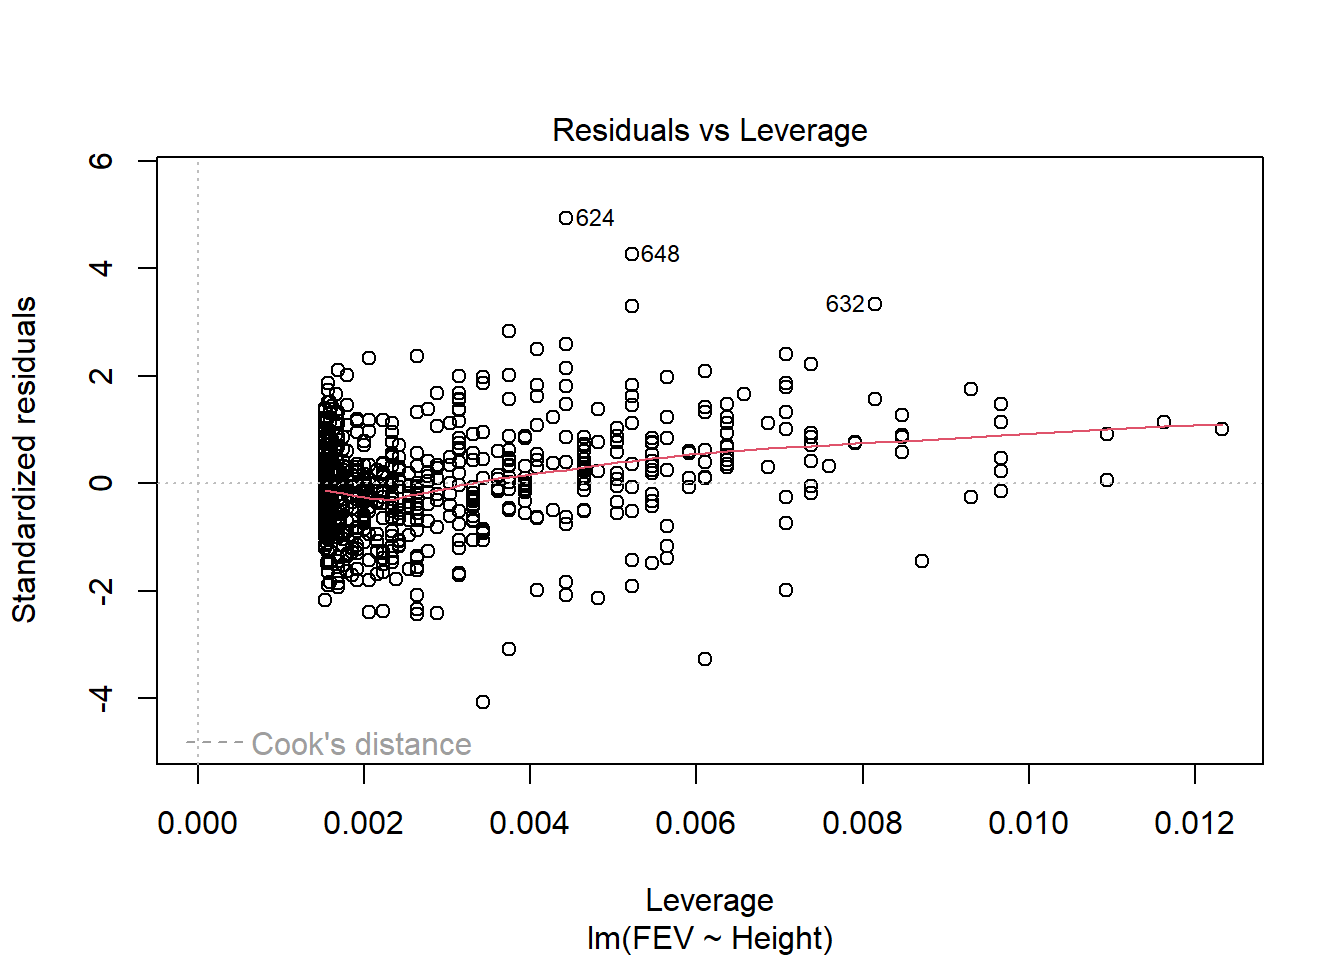 Residuals vs Leverage
Standardized residuals
6
4
2
0
-2
-4
624
648
632
Cook's distance
0.000 0.002 0.004 0.006 0.008 0.010 0.012
Leverage
lm(FEV ~ Height)